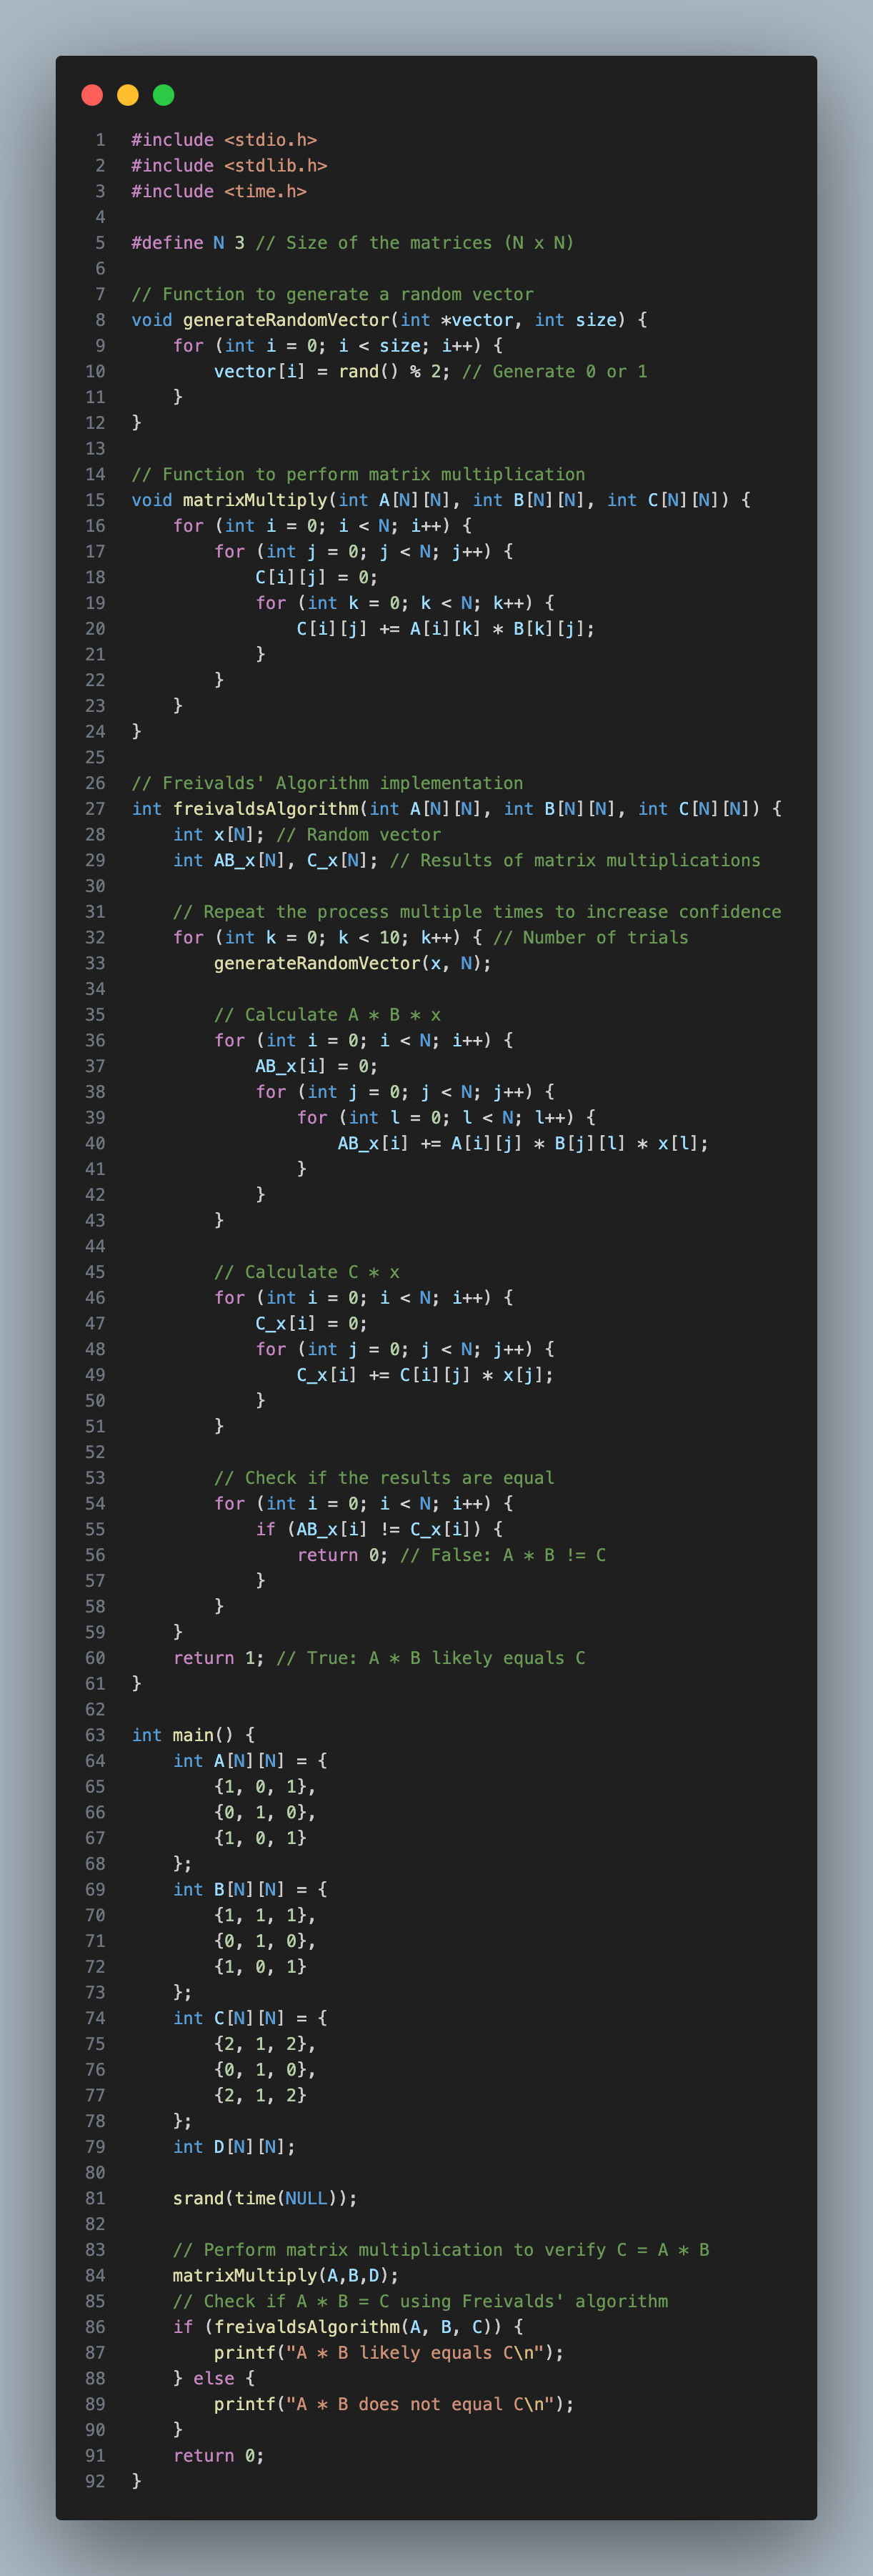 1 #include <stdio.h>
2 #include <stdlib.h>
3 #include <time.h>
4
5 #define N 3 // Size of the matrices (N x N)
6
7 // Function to generate a random vector
8 void generateRandomVector(int *vector, int size) {
9     for (int i = 0; i < size; i++) {
10         vector[i] = rand() % 2; // Generate 0 or 1
11     }
12 }
13
14 // Function to perform matrix multiplication
15 void matrixMultiply(int A[N][N], int B[N][N], int C[N][N]) {
16     for (int i = 0; i < N; i++) {
17         for (int j = 0; j < N; j++) {
18             C[i][j] = 0;
19             for (int k = 0; k < N; k++) {
20                 C[i][j] += A[i][k] * B[k][j];
21             }
22         }
23     }
24 }
25
26 // Freivalds' Algorithm implementation
27 int freivaldsAlgorithm(int A[N][N], int B[N][N], int C[N][N]) {
28     int x[N]; // Random vector
29     int AB_x[N], C_x[N]; // Results of matrix multiplications
30
31     // Repeat the process multiple times to increase confidence
32     for (int k = 0; k < 10; k++) { // Number of trials
33         generateRandomVector(x, N);
34
35         // Calculate A * B * x
36         for (int i = 0; i < N; i++) {
37             AB_x[i] = 0;
38             for (int j = 0; j < N; j++) {
39                 for (int l = 0; l < N; l++) {
40                     AB_x[i] += A[i][j] * B[j][l] * x[l];
41                 }
42             }
43         }
44
45         // Calculate C * x
46         for (int i = 0; i < N; i++) {
47             C_x[i] = 0;
48             for (int j = 0; j < N; j++) {
49                 C_x[i] += C[i][j] * x[j];
50             }
51         }
52
53         // Check if the results are equal
54         for (int i = 0; i < N; i++) {
55             if (AB_x[i] != C_x[i]) {
56                 return 0; // False: A * B != C
57             }
58         }
59     }
60     return 1; // True: A * B likely equals C
61 }
62
63 int main() {
64     int A[N][N] = {
65         {1, 0, 1},
66         {0, 1, 0},
67         {1, 0, 1}
68     };
69     int B[N][N] = {
70         {1, 1, 1},
71         {0, 1, 0},
72         {1, 0, 1}
73     };
74     int C[N][N] = {
75         {2, 1, 2},
76         {0, 1, 0},
77         {2, 1, 2}
78     };
79     int D[N][N];
80
81     srand(time(NULL));
82
83     // Perform matrix multiplication to verify C = A * B
84     matrixMultiply(A,B,D);
85     // Check if A * B = C using Freivalds' algorithm
86     if (freivaldsAlgorithm(A, B, C)) {
87         printf("A * B likely equals C\n");
88     } else {
89         printf("A * B does not equal C\n");
90     }
91     return 0;
92 }